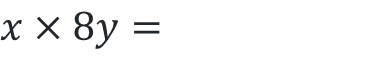 x × 8y =